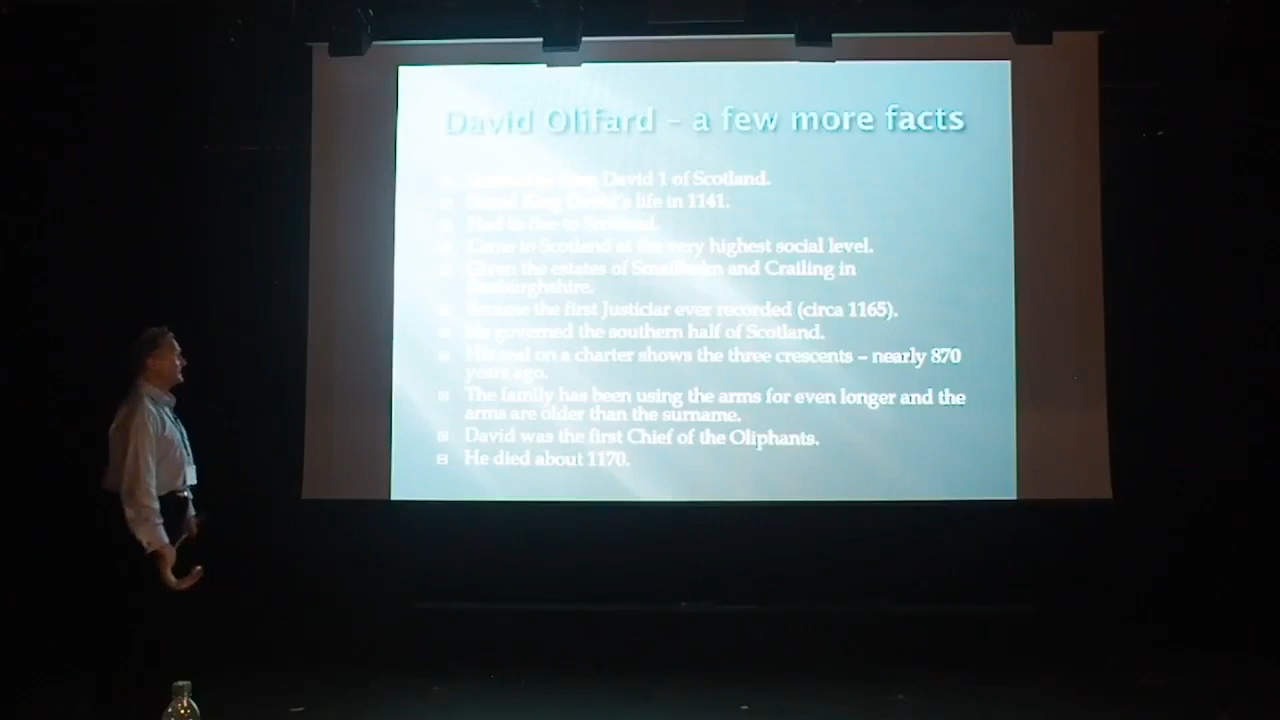 David Olifard – a few more facts
King David 1 of Scotland.
Saved King David's life in 1141.
Had to flee to Scotland.
Came to Scotland at the very highest social level.
Given the estates of Smallholm and Crailing in
Roxburghshire.
Became the first Justiciar ever recorded (circa 1165).
He governed the southern half of Scotland.
His seal on a charter shows the three crescents – nearly 870
years ago.
The family has been using the arms for even longer and the
arms are older than the surname.
David was the first Chief of the Oliphants.
He died about 1170.